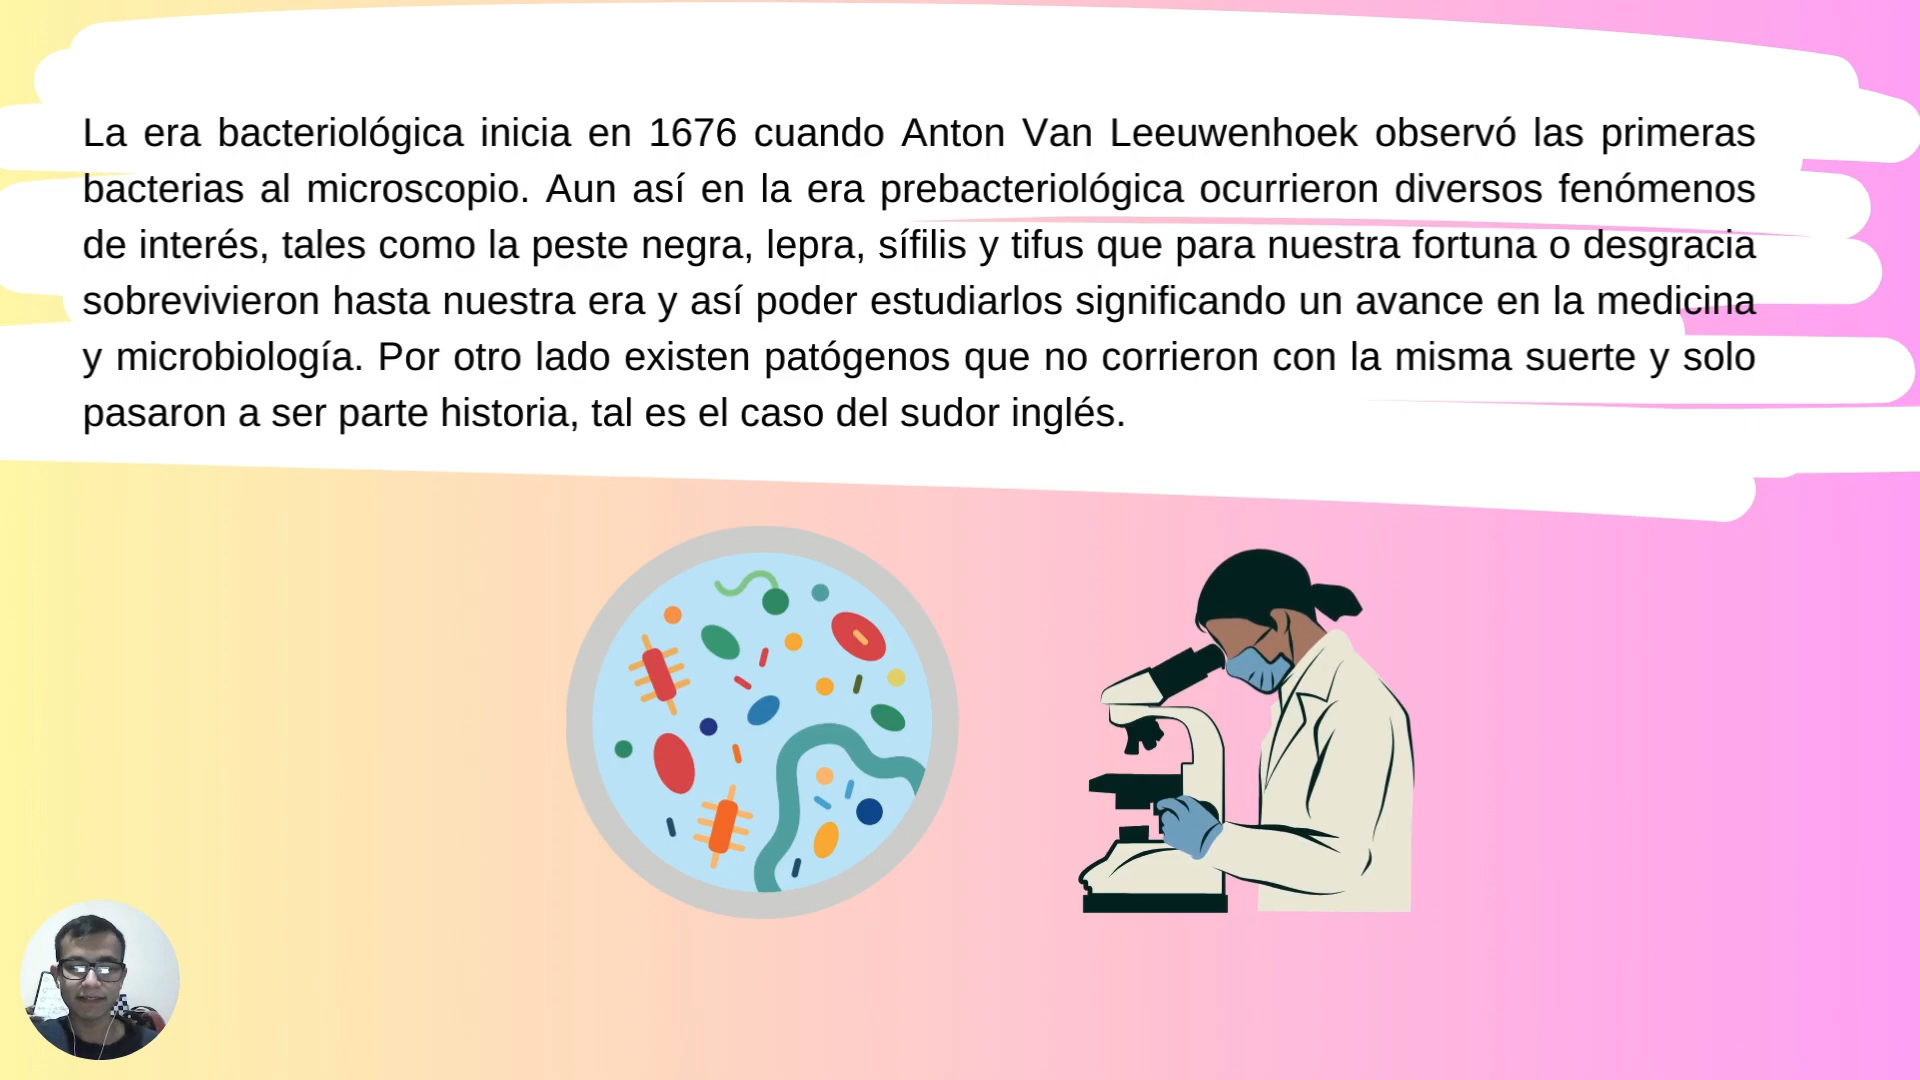 La era bacteriológica inicia en 1676 cuando Anton Van Leeuwenhoek observó las primeras
bacterias al microscopio. Aun así en la era prebacteriológica ocurrieron diversos fenómenos
de interés, tales como la peste negra, lepra, sífilis y tifus que para nuestra fortuna o desgracia
sobrevivieron hasta nuestra era y así poder estudiarlos significando un avance en la medicina
y microbiología. Por otro lado existen patógenos que no corrieron con la misma suerte y solo
pasaron a ser parte historia, tal es el caso del sudor inglés.